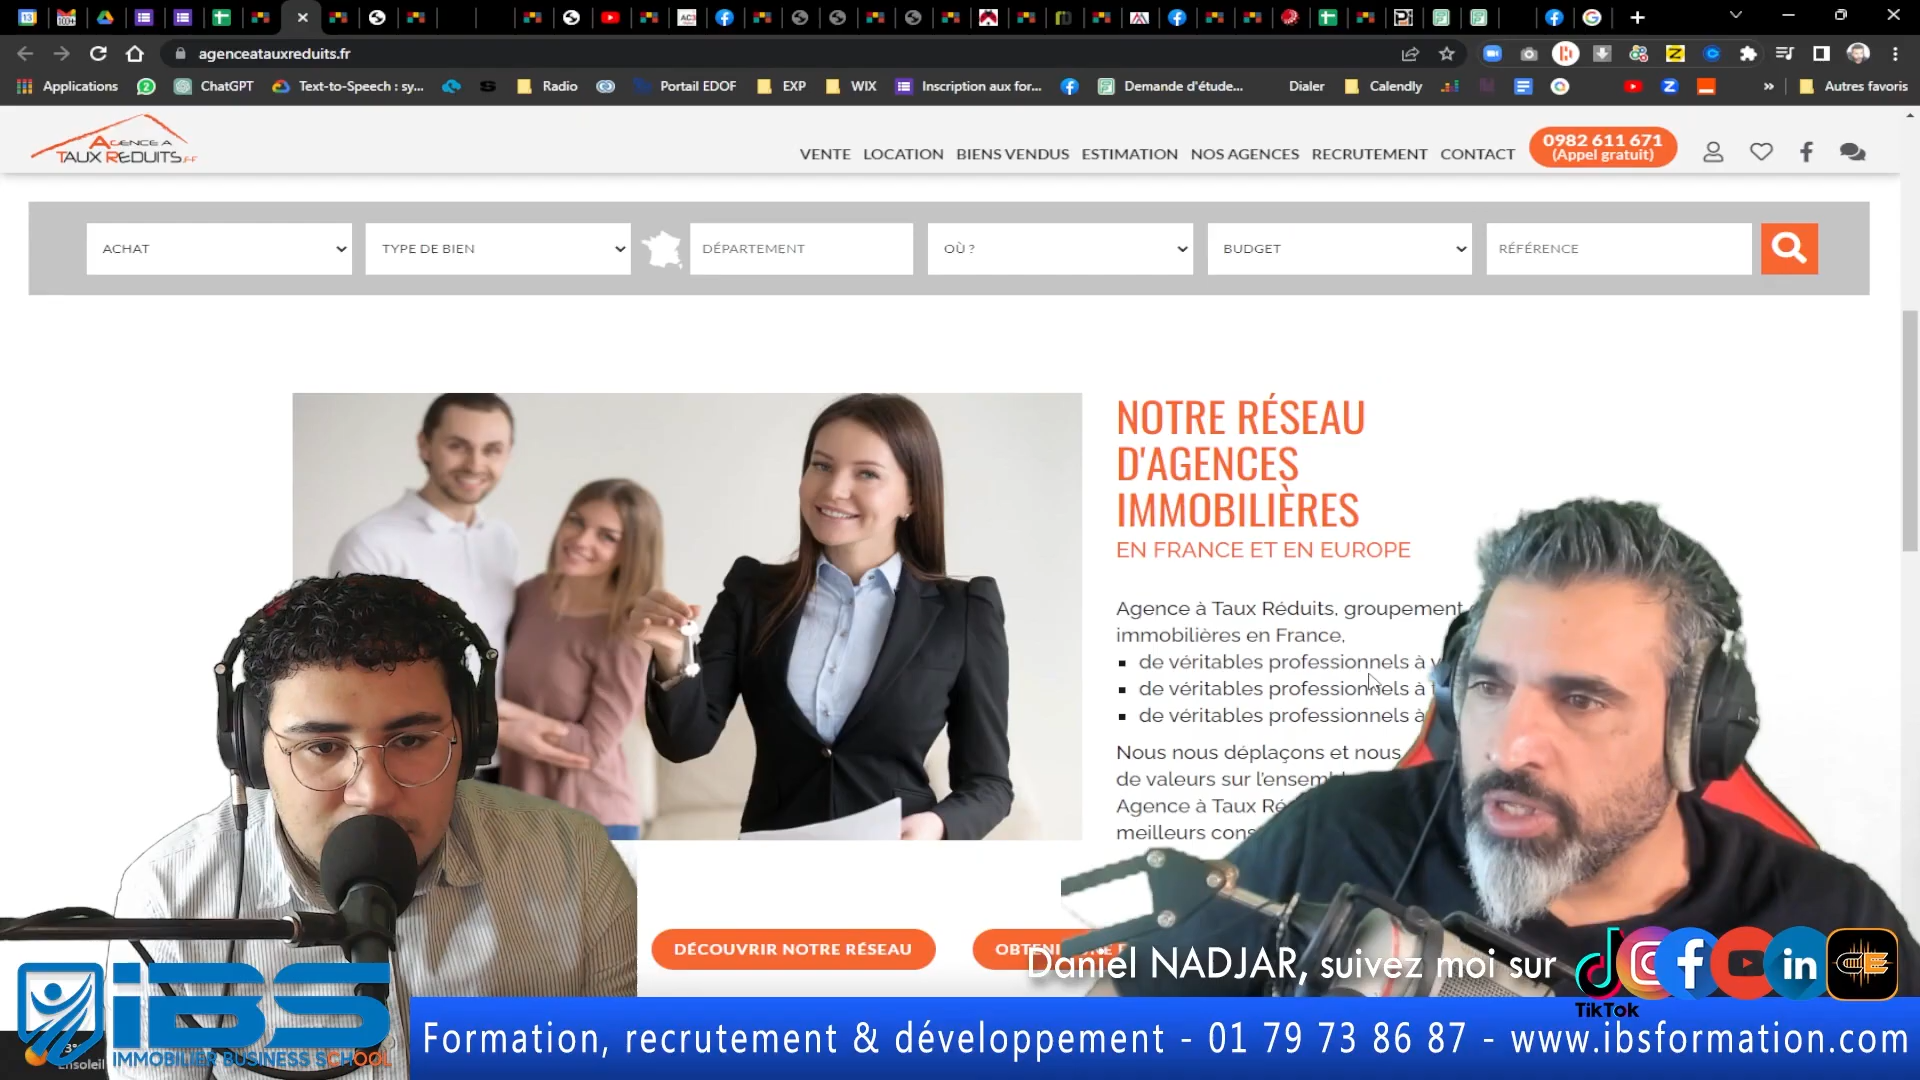 agenceatauxreduits.fr
Applications
ChatGPT
Text-to-Speech : sy...
Radio
Portail EDOF
EXP
WIX
Inscription aux for...
Demande d'étude...
Dialer
Calendly
»
Autres favoris
AGENCE A
TAUX REDUITS.FR
VENTE
LOCATION
BIENS VENDUS
ESTIMATION
NOS AGENCES
RECRUTEMENT
CONTACT
0982 611 671
(Appel gratuit)
ACHAT
TYPE DE BIEN
DÉPARTEMENT
OÙ ?
BUDGET
RÉFÉRENCE
NOTRE RÉSEAU
D'AGENCES
IMMOBILIÈRES
EN FRANCE ET EN EUROPE
Agence à Taux Réduits, groupement
immobilières en France,
de véritables professionnels à
de véritables professionnels à
de véritables professionnels à
Nous nous déplaçons et nous
de valeurs sur
Agence à Taux
meilleurs
DÉCOUVRIR NOTRE RÉSEAU
Daniel NADJAR, suivez moi sur
TikTok
iBS
IMMOBILIER BUSINESS SCHOOL
Formation, recrutement & développement - 01 79 73 86 87 - www.ibsformation.com